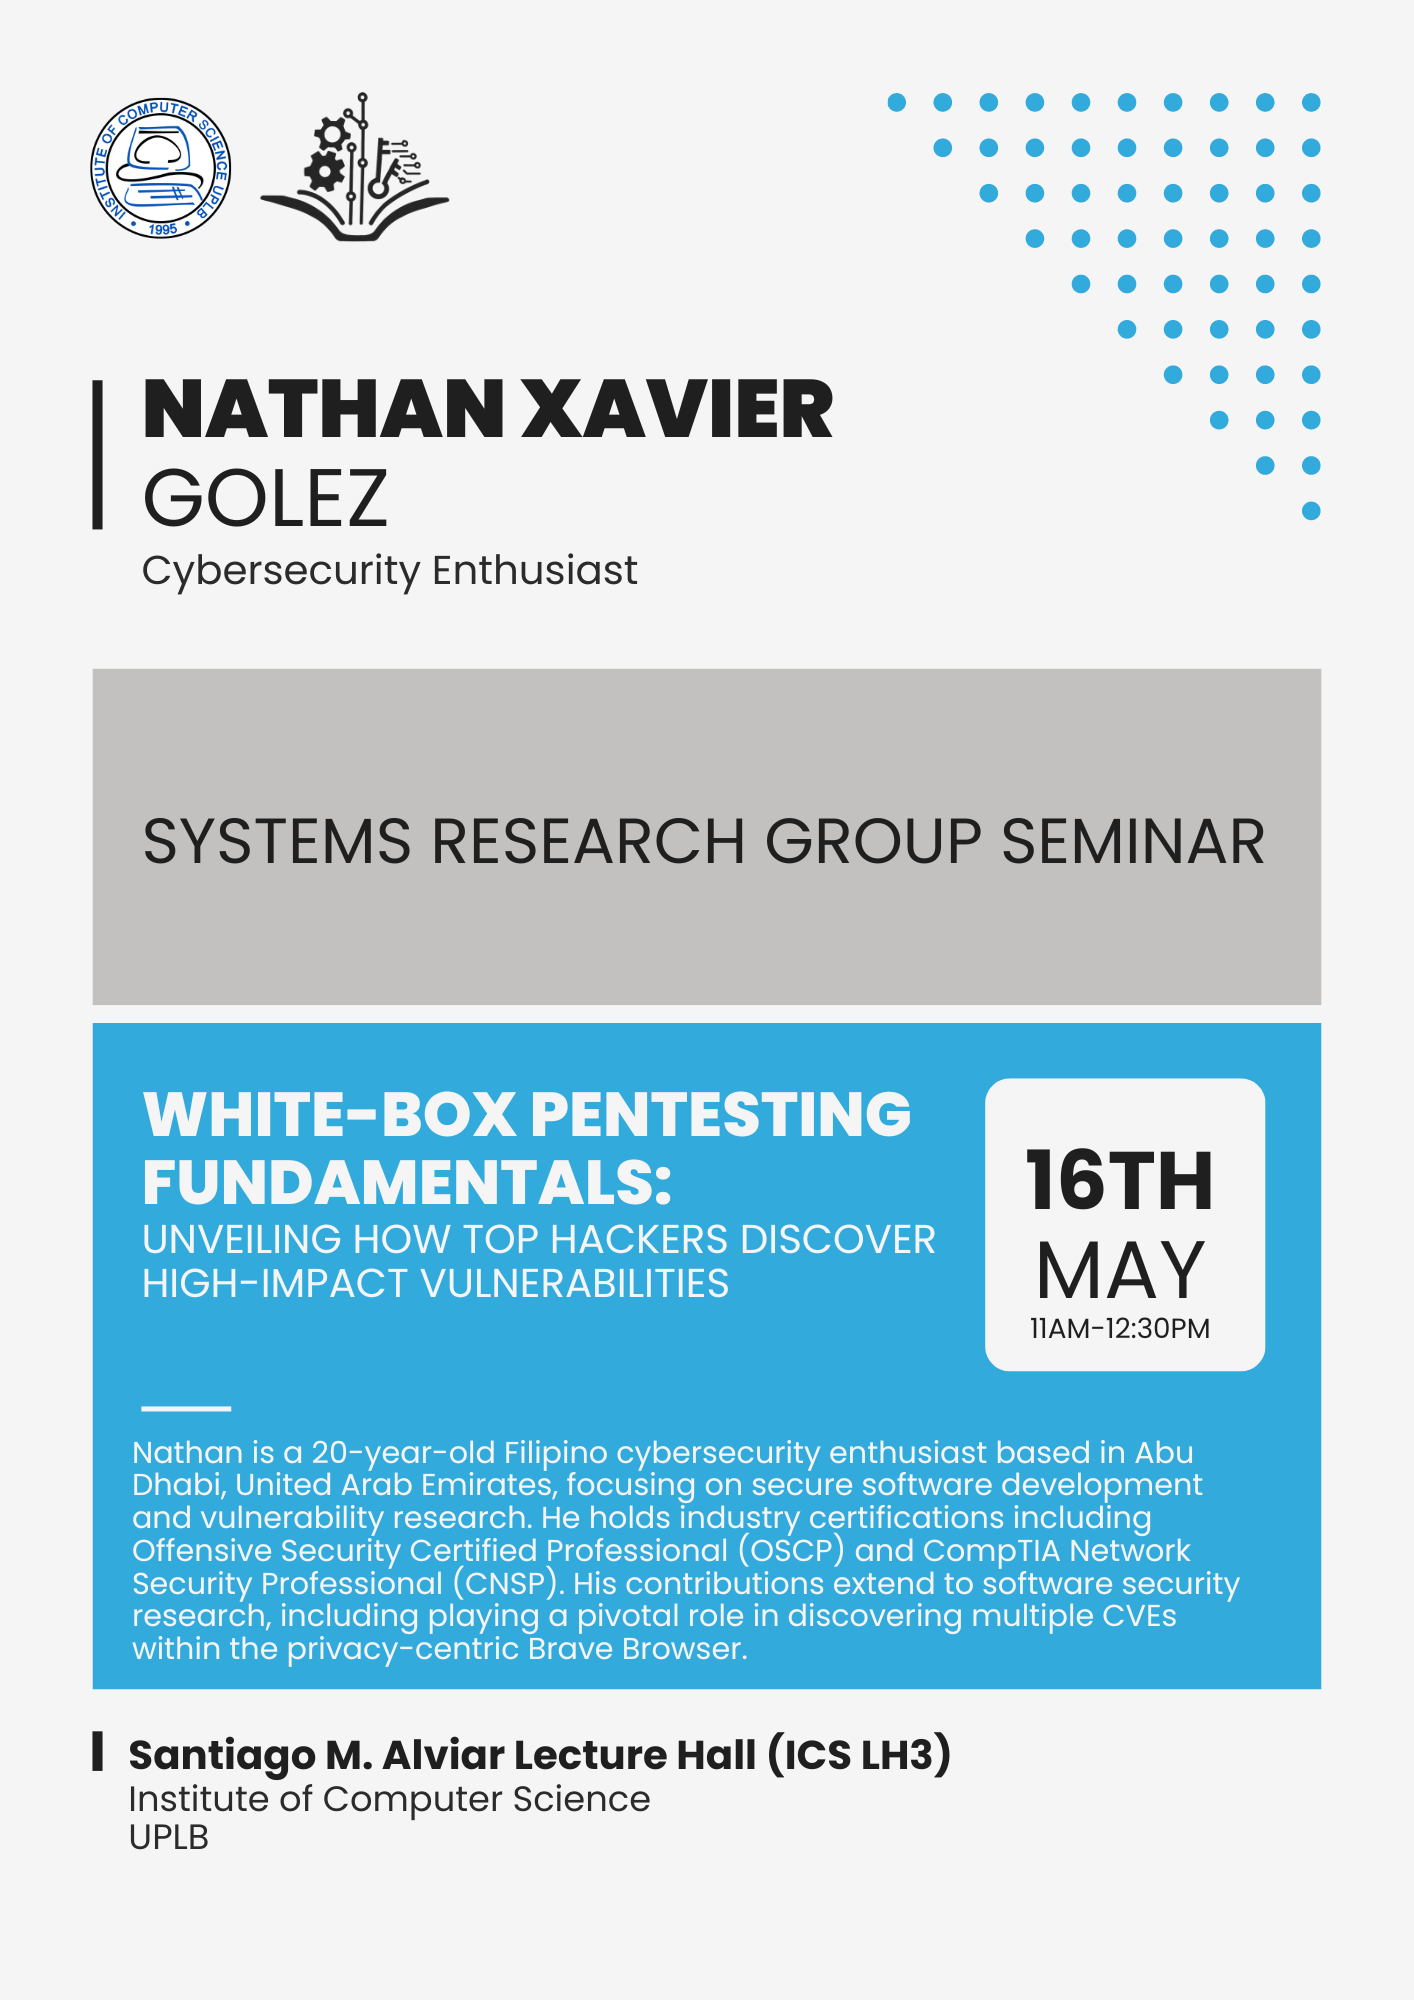 INSTITUTE OF COMPUTER SCIENCE UPLB
• 1995 •
NATHAN XAVIER
GOLEZ
Cybersecurity Enthusiast
SYSTEMS RESEARCH GROUP SEMINAR
WHITE-BOX PENTESTING
FUNDAMENTALS:
UNVEILING HOW TOP HACKERS DISCOVER
HIGH-IMPACT VULNERABILITIES
16TH
MAY
11AM-12:30PM
Nathan is a 20-year-old Filipino cybersecurity enthusiast based in Abu
Dhabi, United Arab Emirates, focusing on secure software development
and vulnerability research. He holds industry certifications including
Offensive Security Certified Professional (OSCP) and CompTIA Network
Security Professional (CNSP). His contributions extend to software security
research, including playing a pivotal role in discovering multiple CVEs
within the privacy-centric Brave Browser.
Santiago M. Alviar Lecture Hall (ICS LH3)
Institute of Computer Science
UPLB